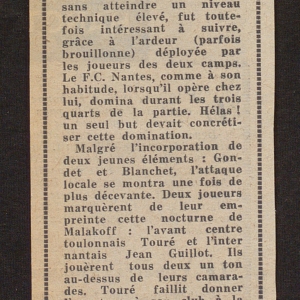 sans atteindre un niveau
technique élevé, fut toute-
fois intéressant à suivre,
grâce à l'ardeur (parfois
brouillonne) déployée par
les joueurs des deux camps.
Le F.C. Nantes, comme à son
habitude, lorsqu'il opère chez
lui, domina durant les trois
quarts de la partie. Hélas !
un seul but devait concréti-
ser cette domination.
Malgré l'incorporation de
deux jeunes éléments : Gon-
det et Blanchet, l'attaque
locale se montra une fois de
plus décevante. Deux joueurs
marquèrent de leur em-
preinte cette nocturne de
Malakoff : l'avant centre
toulonnais Touré et l'inter
nantais Jean Guillot. Ils
jouèrent tous deux un ton
au-dessus de leurs camara-
des. Touré faillit donner